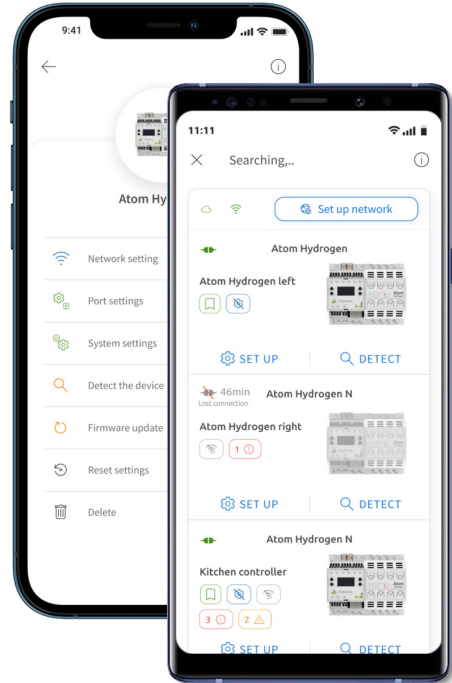 9:41
Atom Hy
Network setting
Port settings
System settings
Detect the device
Firmware update
Reset settings
Delete
11:11
Searching,..
Set up network
Atom Hydrogen
Atom Hydrogen left
SET UP
DETECT
46min
Lost connection
Atom Hydrogen N
Atom Hydrogen right
1
SET UP
DETECT
Atom Hydrogen N
Kitchen controller
3
2
SET UP
DETECT